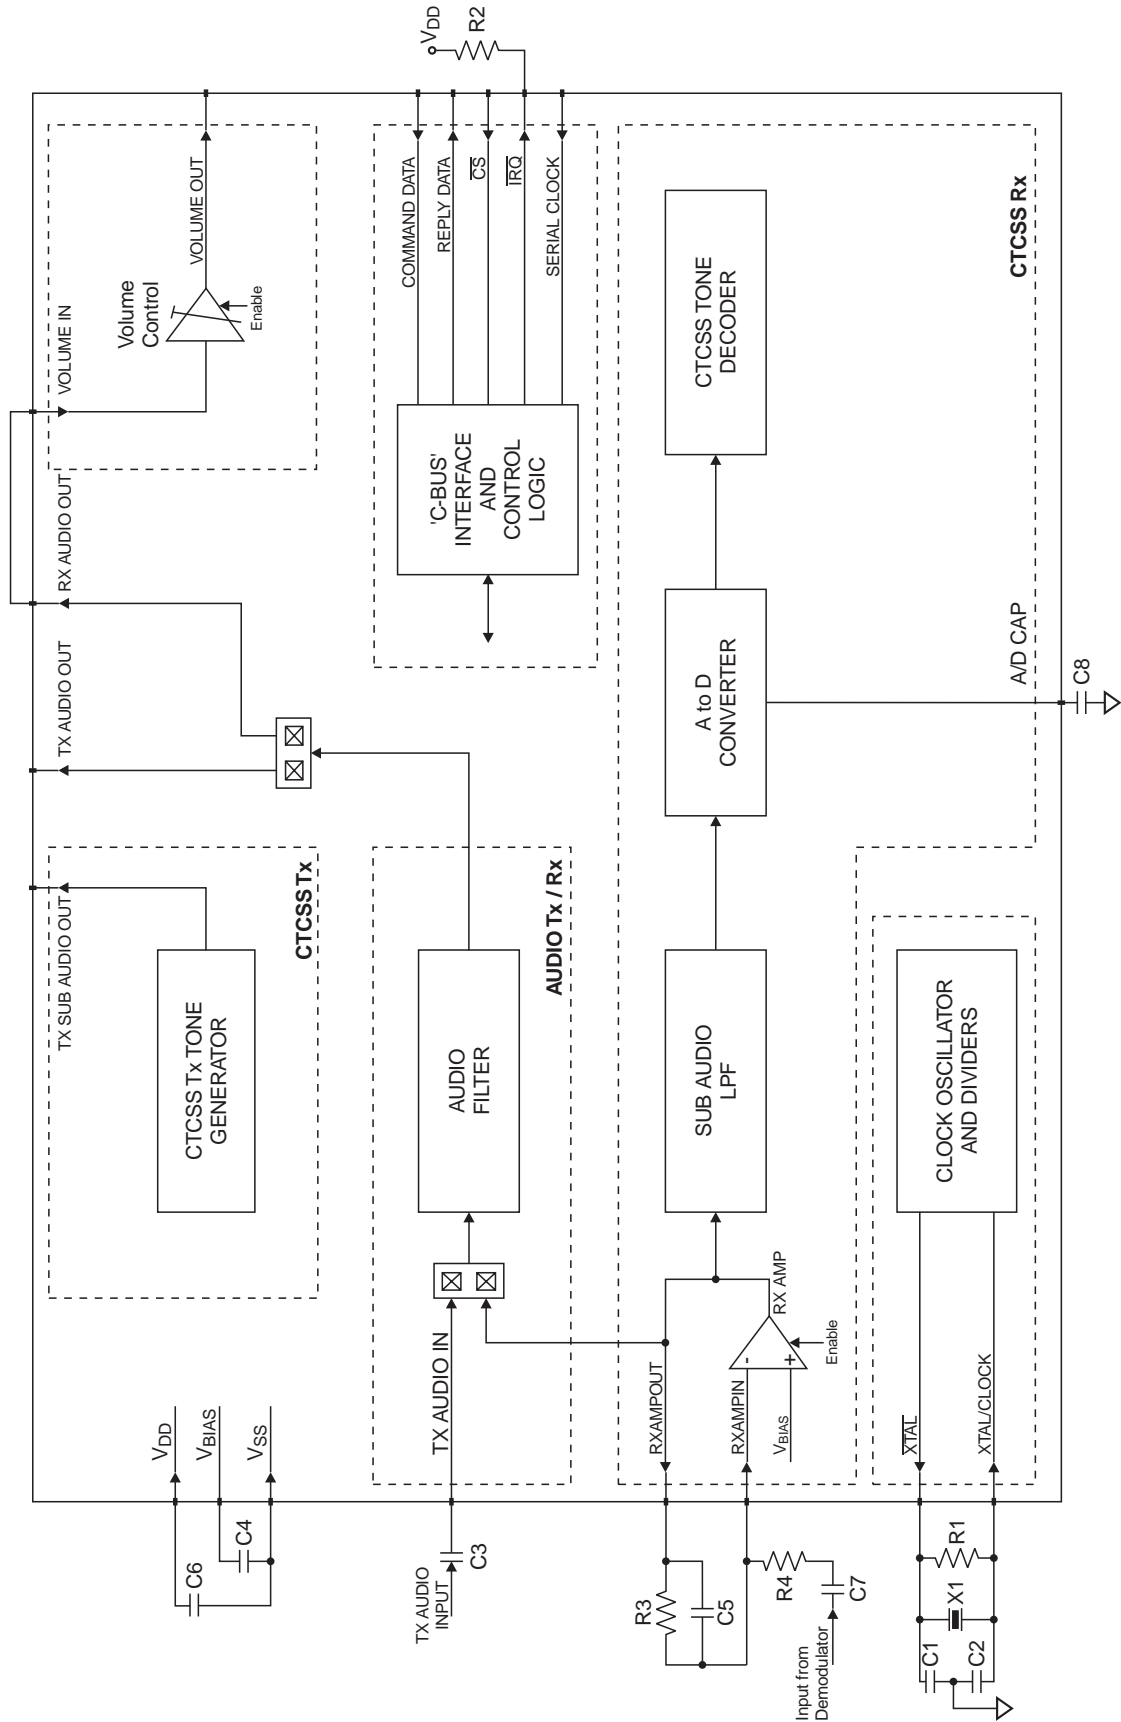 VDD
R2
VOLUME IN
Volume
Control
VOLUME OUT
Enable
RX AUDIO OUT
TX AUDIO OUT
TX SUB AUDIO OUT
CTCSS Tx TONE
GENERATOR
CTCSS Tx
VDD
VBIAS
VSS
C6
C4
COMMAND DATA
REPLY DATA
CS
IRQ
SERIAL CLOCK
'C-BUS'
INTERFACE
AND
CONTROL
LOGIC
AUDIO
FILTER
AUDIO Tx / Rx
TX AUDIO IN
TX AUDIO
INPUT
C3
CTCSS TONE
DECODER
CTCSS Rx
A to D
CONVERTER
A/D CAP
C8
SUB AUDIO
LPF
RX AMP
Enable
RXAMPOUT
RXAMPIN
-
+
VBIAS
R3
C5
R4
C7
Input from
Demodulator
CLOCK OSCILLATOR
AND DIVIDERS
XTAL
XTAL/CLOCK
R1
X1
C1
C2